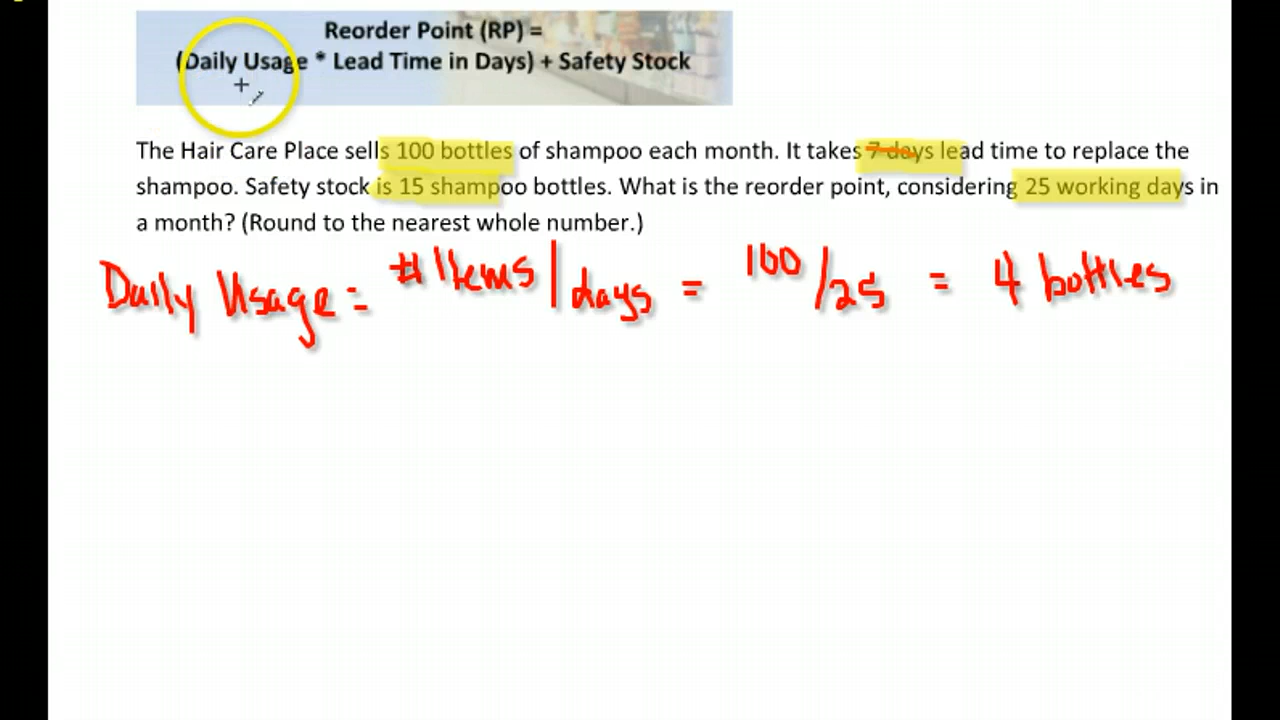 Reorder Point (RP) =
(Daily Usage * Lead Time in Days) + Safety Stock
The Hair Care Place sells 100 bottles of shampoo each month. It takes 7 days lead time to replace the
shampoo. Safety stock is 15 shampoo bottles. What is the reorder point, considering 25 working days in
a month? (Round to the nearest whole number.)
Daily Usage = # Items / days = 100 / 25 = 4 bottles